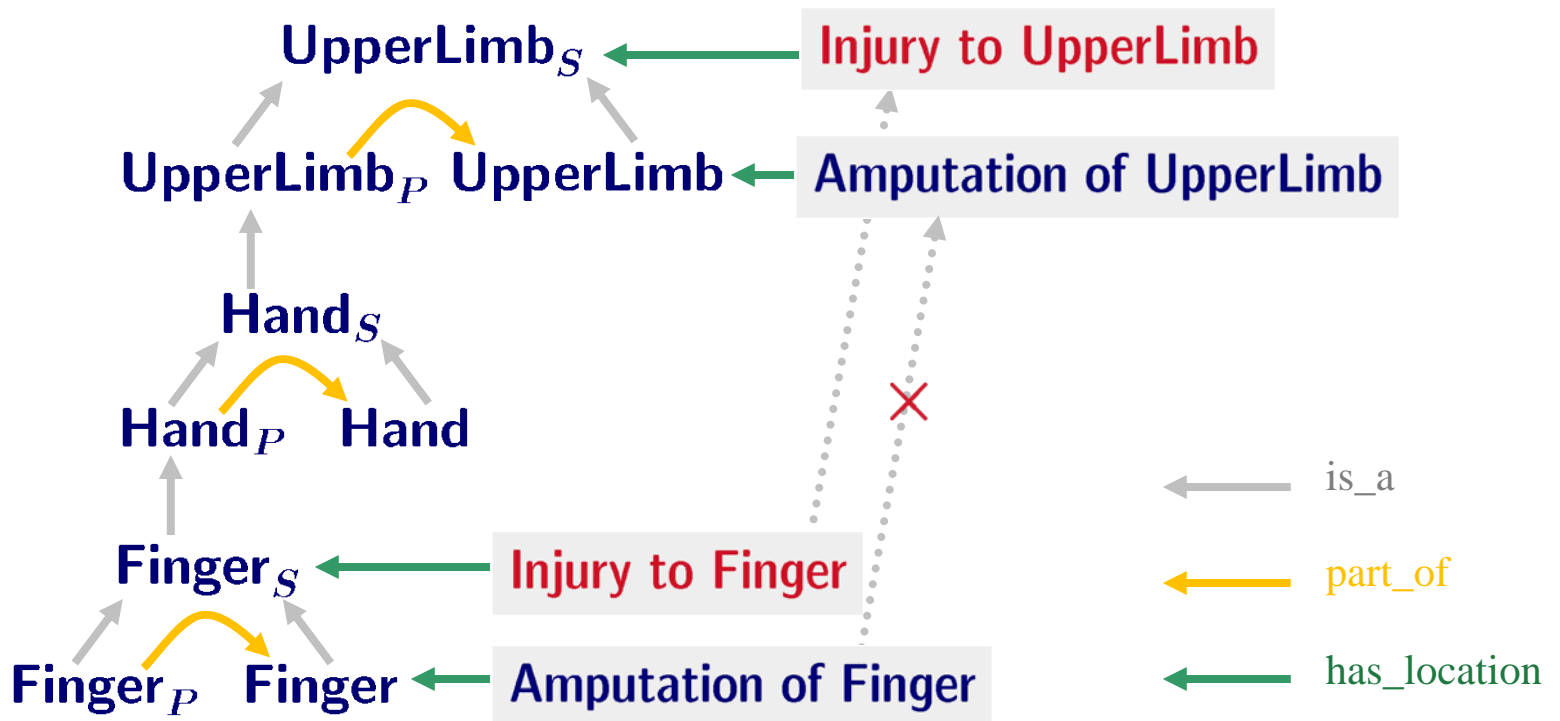 UpperLimb_S
Injury to UpperLimb
UpperLimb_P UpperLimb
Amputation of UpperLimb
Hand_S
Hand_P Hand
is_a
Finger_S
Injury to Finger
part_of
Finger_P Finger
Amputation of Finger
has_location